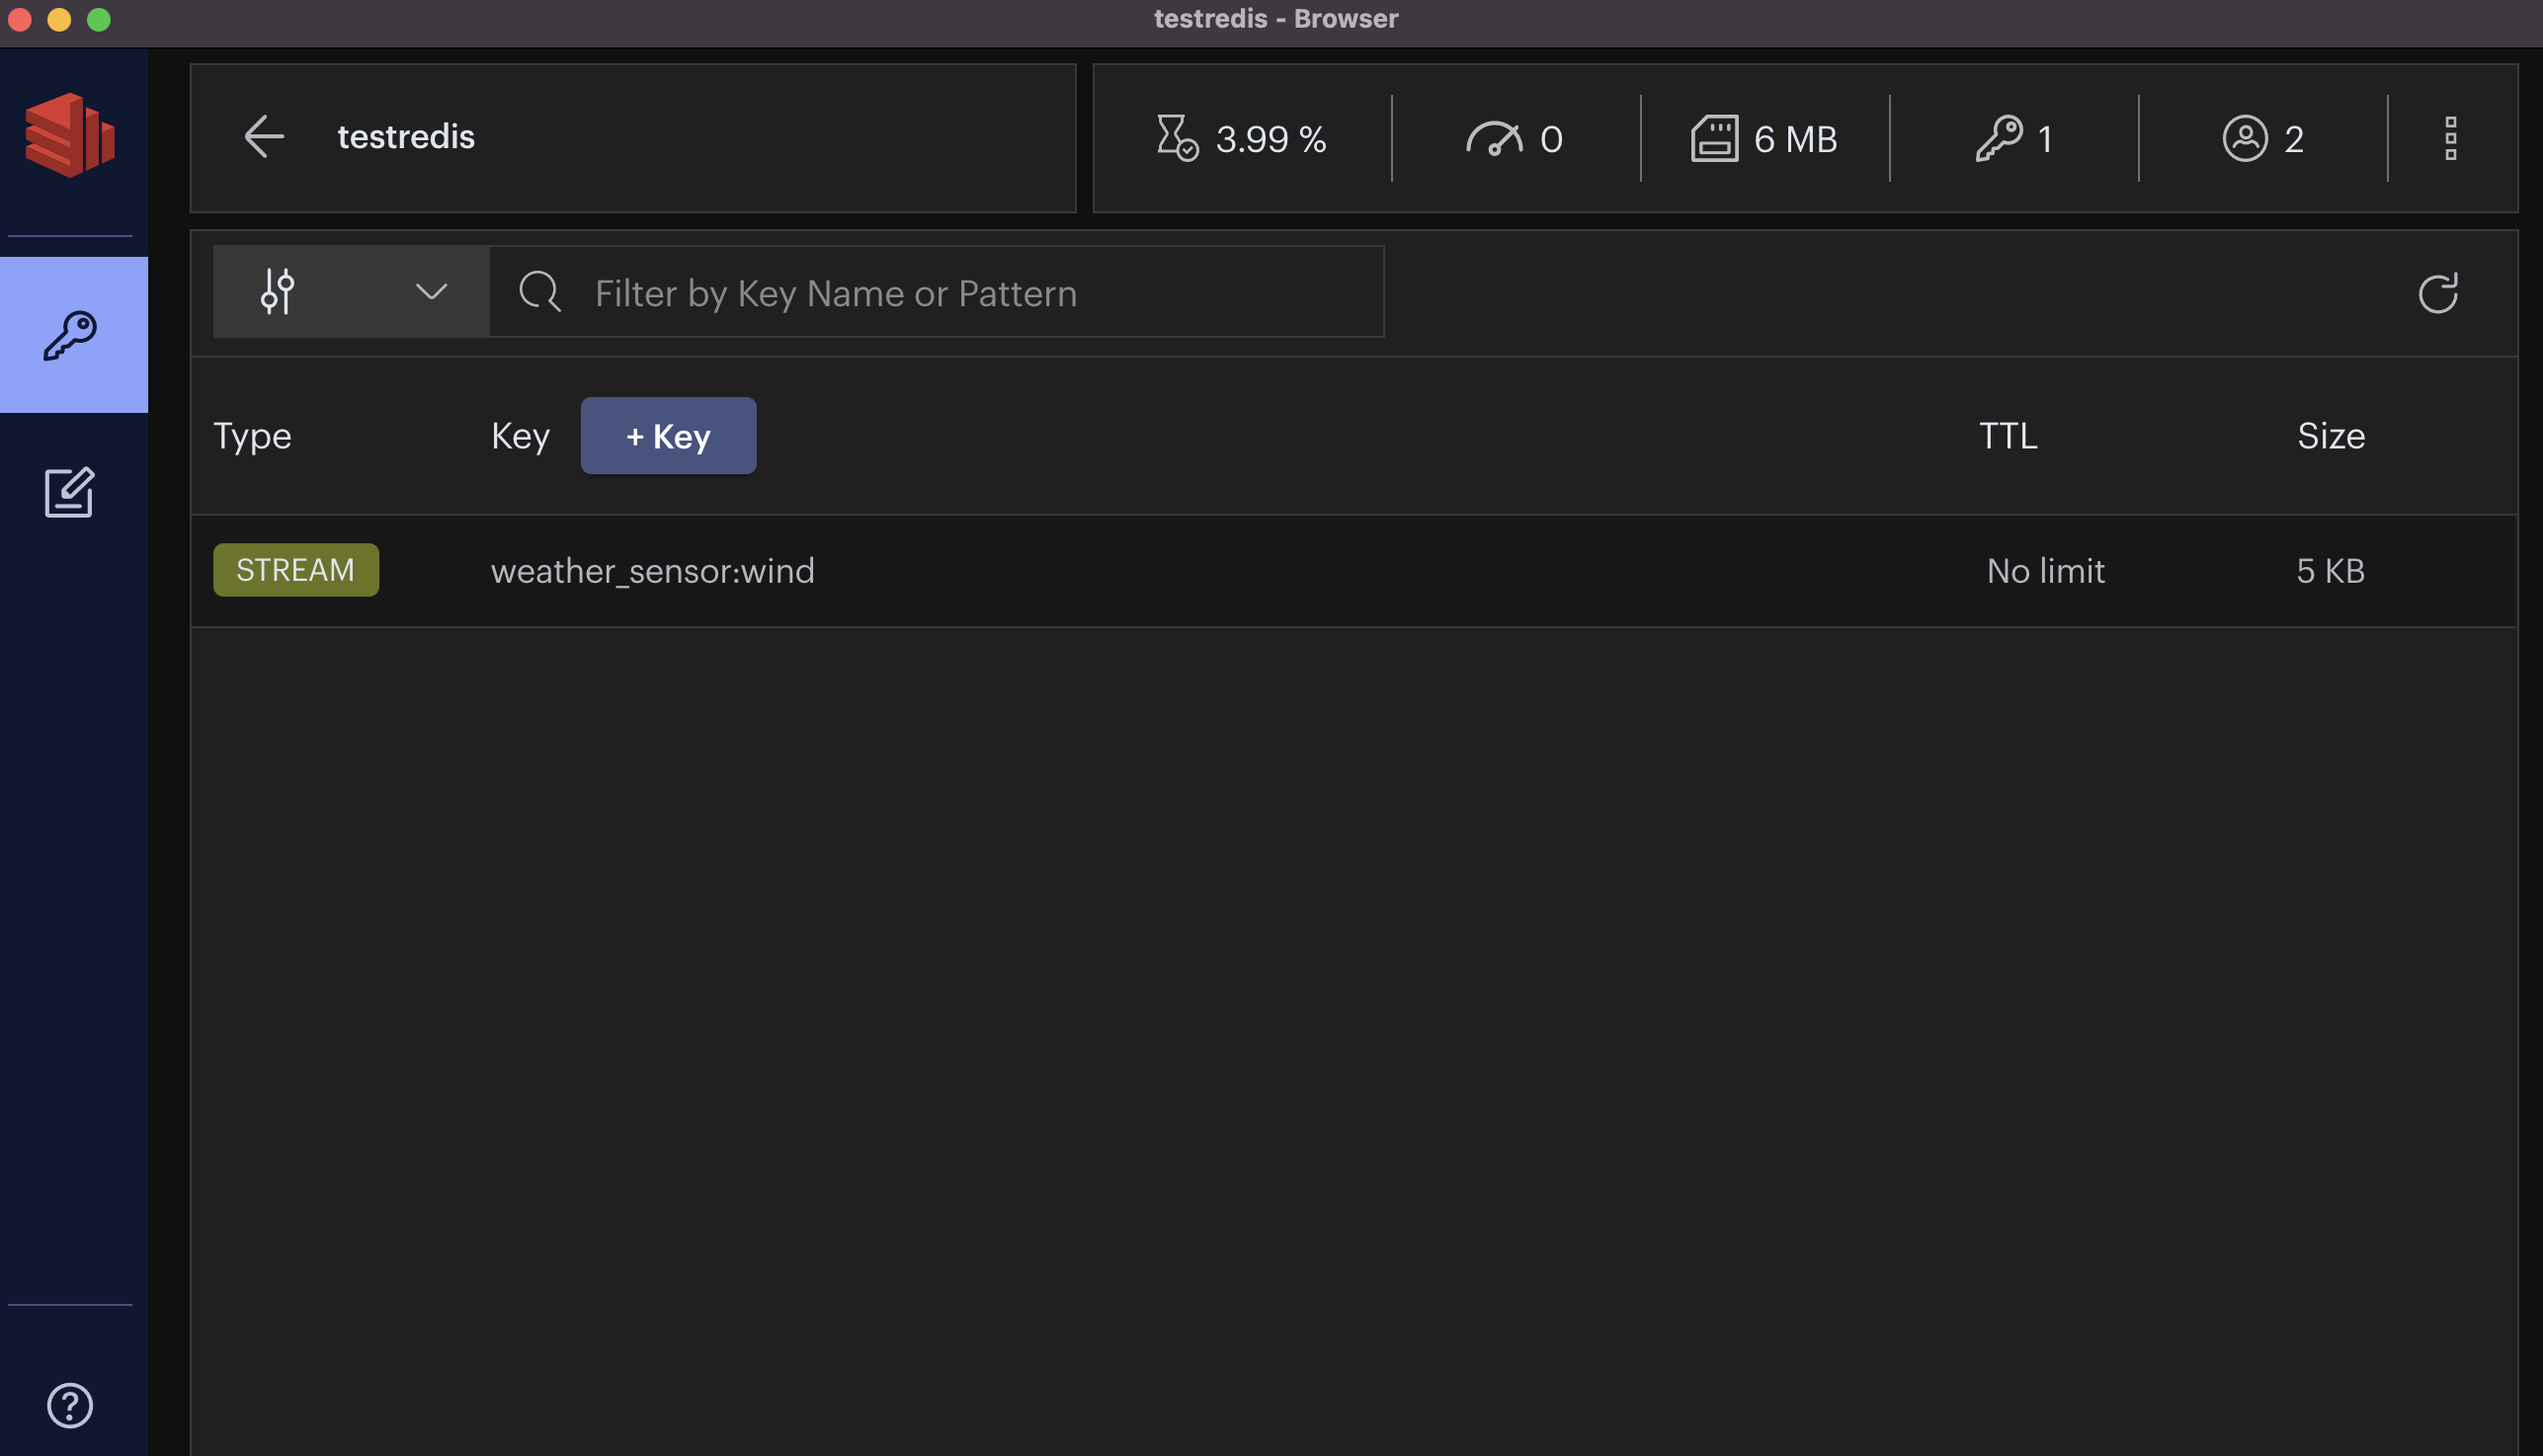 testredis - Browser
testredis
3.99 %
0
6 MB
1
2
Filter by Key Name or Pattern
Type Key + Key TTL Size
STREAM weather_sensor:wind No limit 5 KB
?